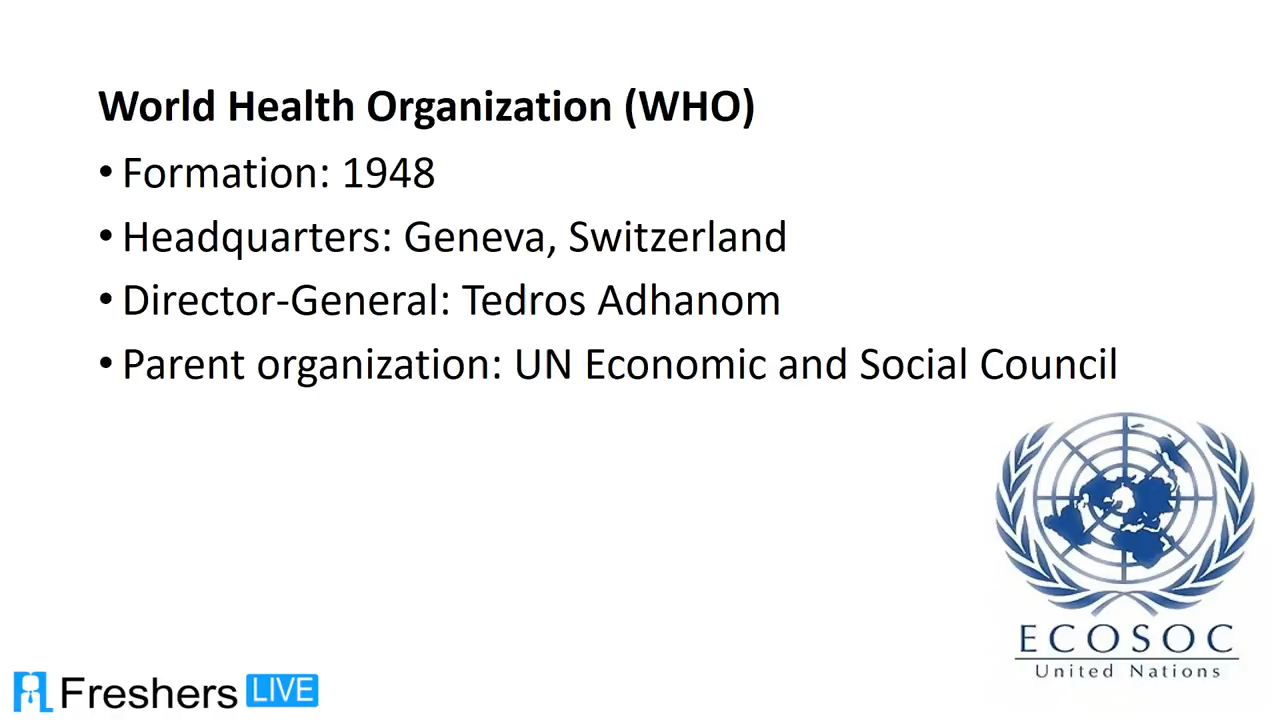 World Health Organization (WHO)
• Formation: 1948
• Headquarters: Geneva, Switzerland
• Director-General: Tedros Adhanom
• Parent organization: UN Economic and Social Council
ECOSOC
United Nations
Freshers LIVE